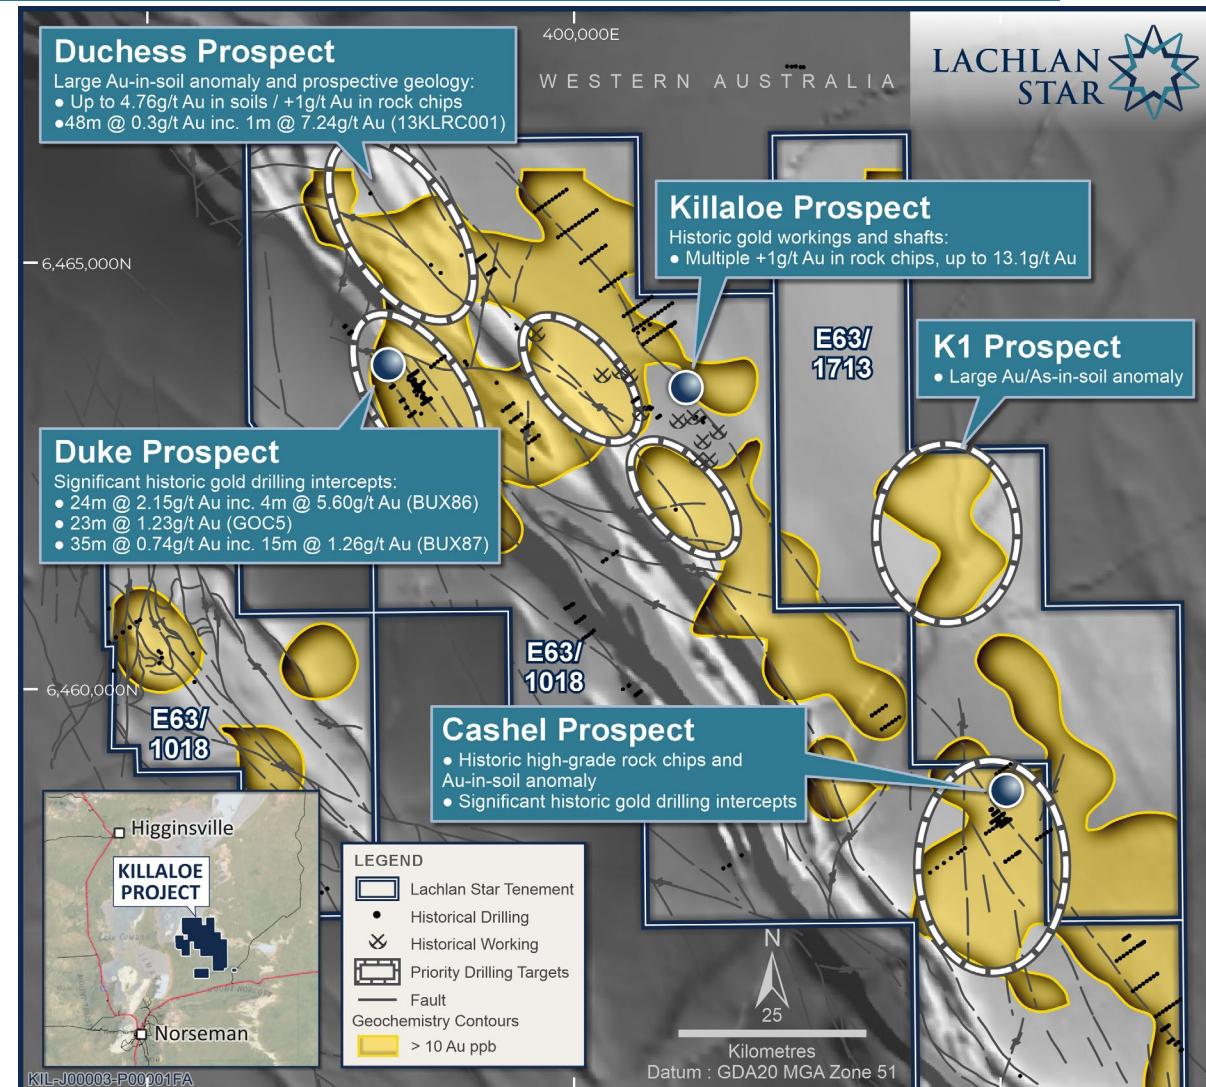 Duchess Prospect
Large Au-in-soil anomaly and prospective geology:
● Up to 4.76g/t Au in soils / +1g/t Au in rock chips
●48m @ 0.3g/t Au inc. 1m @ 7.24g/t Au (13KLRC001)
400,000E
WESTERN AUSTRALIA
LACHLAN
STAR
Killaloe Prospect
Historic gold workings and shafts:
● Multiple +1g/t Au in rock chips, up to 13.1g/t Au
6,465,000N
E63/
1713
K1 Prospect
● Large Au/As-in-soil anomaly
Duke Prospect
Significant historic gold drilling intercepts:
● 24m @ 2.15g/t Au inc. 4m @ 5.60g/t Au (BUX86)
● 23m @ 1.23g/t Au (GOC5)
● 35m @ 0.74g/t Au inc. 15m @ 1.26g/t Au (BUX87)
E63/
1018
6,460,000N
E63/
1018
Cashel Prospect
● Historic high-grade rock chips and
Au-in-soil anomaly
● Significant historic gold drilling intercepts
Higginsville
KILLALOE
PROJECT
Norseman
LEGEND
Lachlan Star Tenement
Historical Drilling
Historical Working
Priority Drilling Targets
Fault
Geochemistry Contours
> 10 Au ppb
N
25
Kilometres
Datum : GDA20 MGA Zone 51
KIL-J00003-P00001FA